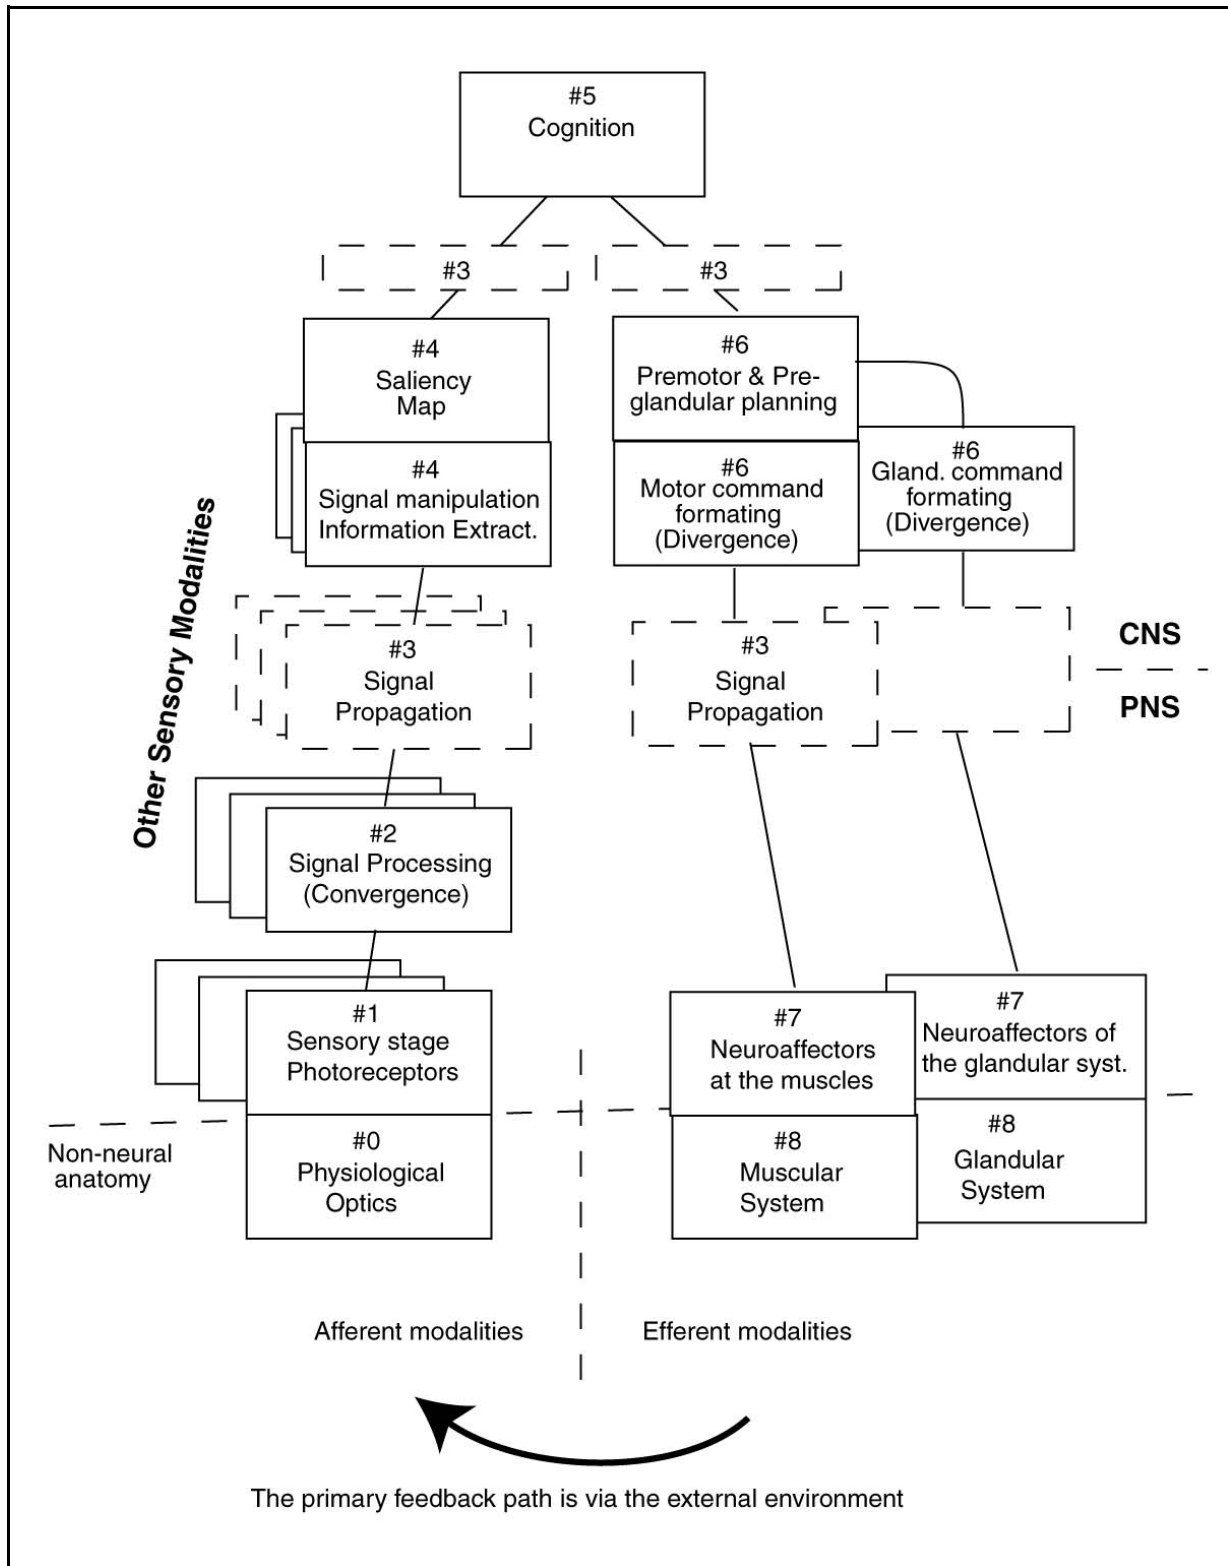 #5
Cognition
#3
#3
#4
Saliency
Map
#6
Premotor & Pre-
glandular planning
#4
Signal manipulation
Information Extract.
#6
Motor command
formating
(Divergence)
#6
Gland. command
formating
(Divergence)
Other Sensory Modalities
#3
Signal
Propagation
#3
Signal
Propagation
CNS
PNS
#2
Signal Processing
(Convergence)
#1
Sensory stage
Photoreceptors
#7
Neuroaffectors
at the muscles
#7
Neuroaffectors of
the glandular syst.
Non-neural
anatomy
#0
Physiological
Optics
#8
Muscular
System
#8
Glandular
System
Afferent modalities
Efferent modalities
The primary feedback path is via the external environment